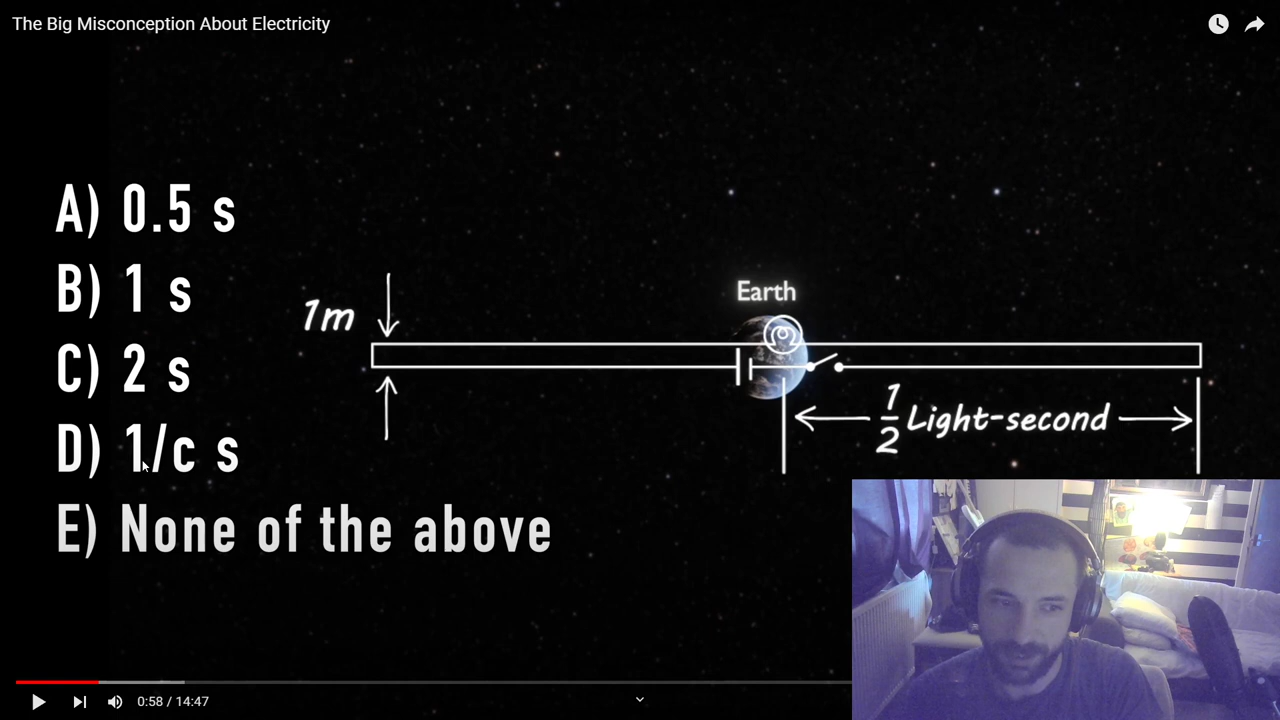 The Big Misconception About Electricity
A) 0.5 s
B) 1 s
C) 2 s
D) 1/c s
E) None of the above
1m
Earth
1/2 Light-second
0:58 / 14:47